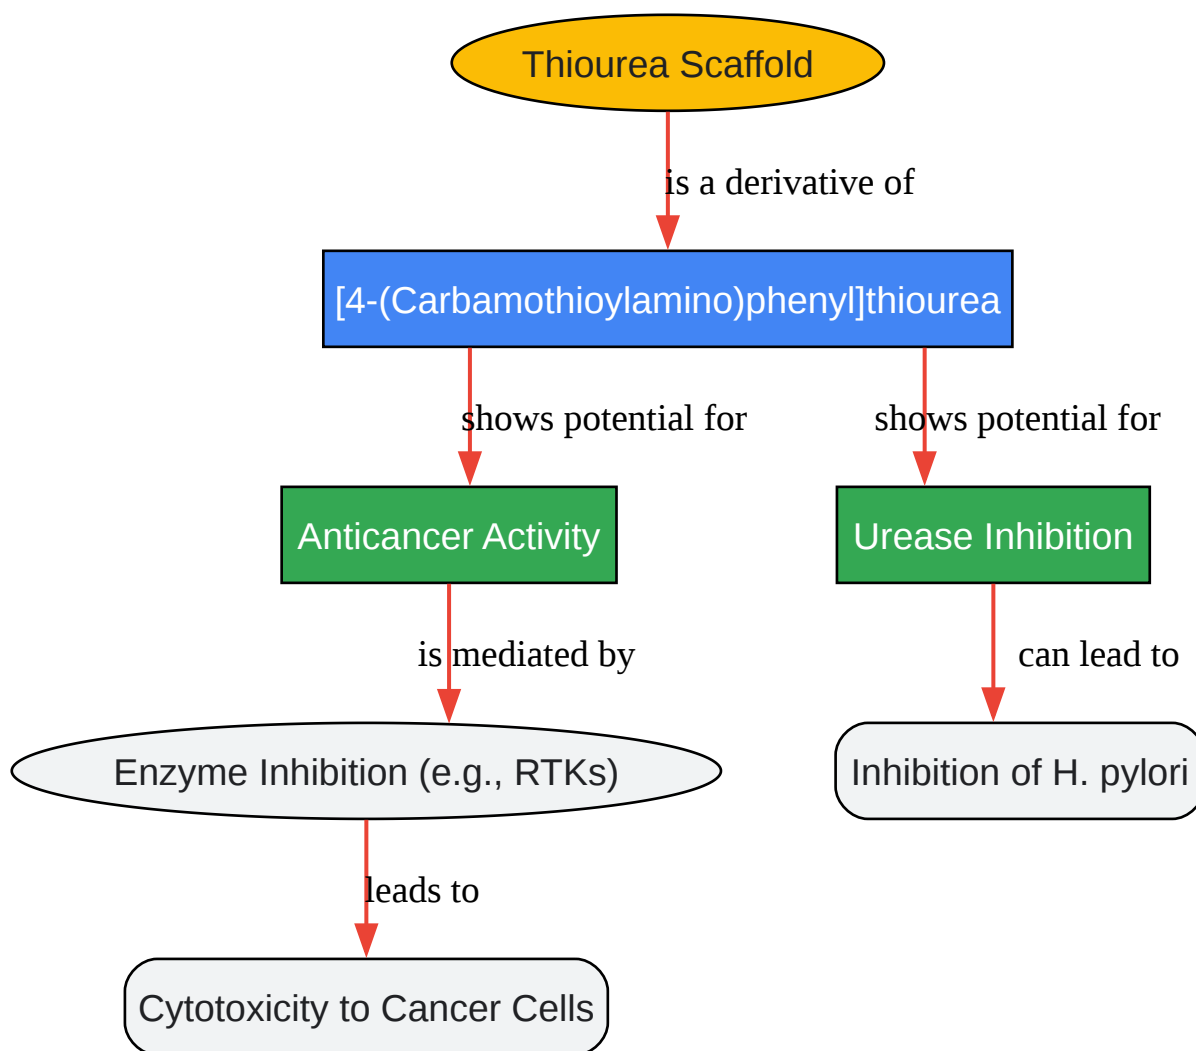 Thiourea Scaffold
is a derivative of
[4-(Carbamothioylamino)phenyl]thiourea
shows potential for
shows potential for
Anticancer Activity
Urease Inhibition
is mediated by
can lead to
Enzyme Inhibition (e.g., RTKs)
Inhibition of H. pylori
leads to
Cytotoxicity to Cancer Cells